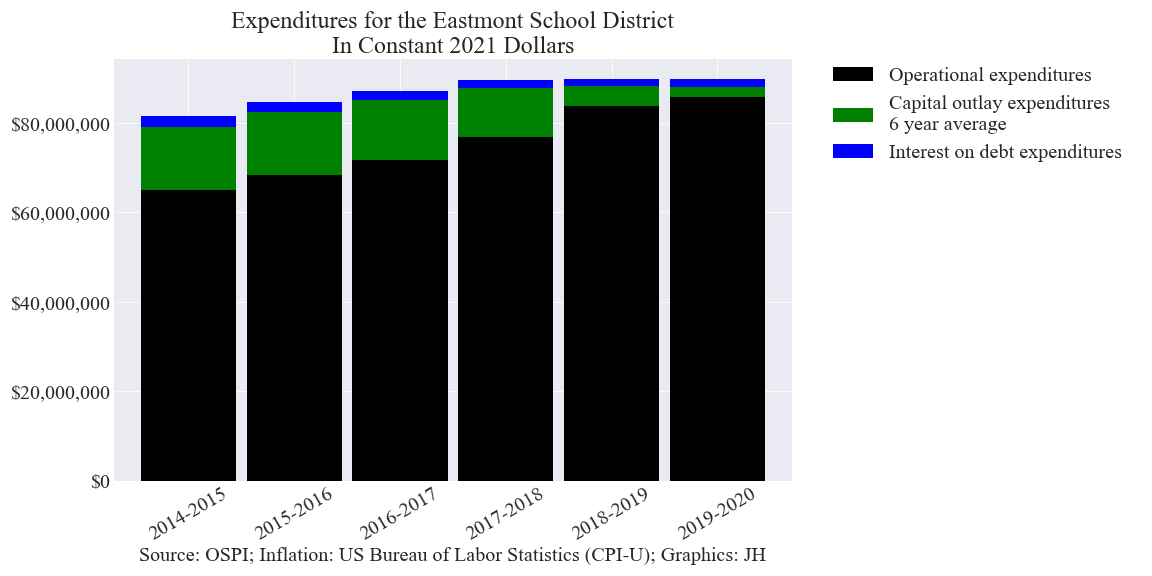 Expenditures for the Eastmont School District
In Constant 2021 Dollars
Operational expenditures
Capital outlay expenditures
6 year average
Interest on debt expenditures
$80,000,000
$60,000,000
$40,000,000
$20,000,000
$0
2014-2015
2015-2016
2016-2017
2017-2018
2018-2019
2019-2020
Source: OSPI; Inflation: US Bureau of Labor Statistics (CPI-U); Graphics: JH